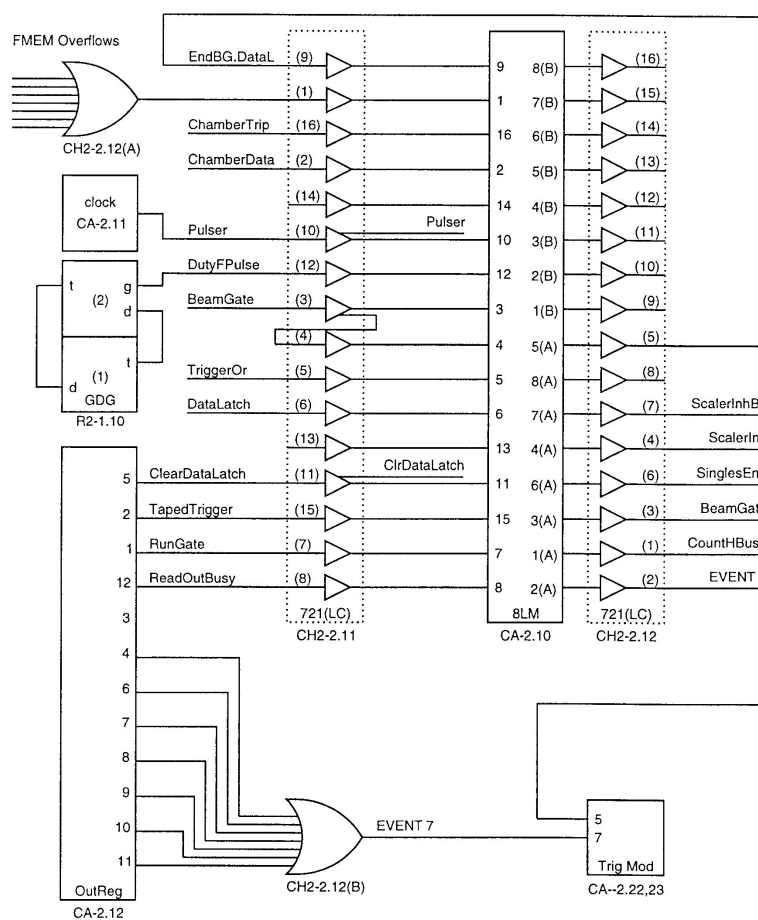 FMEM Overflows
CH2-2.12(A)
EndBG.DataL (9) 9 8(B) (16)
(1) 1 7(B) (15)
ChamberTrip (16) 16 6(B) (14)
ChamberData (2) 2 5(B) (13)
(14) 14 4(B) (12)
clock
CA-2.11
Pulser (10) Pulser 10 3(B) (11)
t g DutyFPulse (12) 12 2(B) (10)
(2)
d BeamGate (3) 3 1(B) (9)
(4) 4 5(A) (5)
t
(1)
d
GDG
R2-1.10
TriggerOr (5) 5 8(A) (8)
DataLatch (6) 6 7(A) (7) ScalerInhB
(13) 13 4(A) (4) ScalerIn
5 ClearDataLatch (11) ClrDataLatch 11 6(A) (6) SinglesEn
2 TapedTrigger (15) 15 3(A) (3) BeamGat
1 RunGate (7) 7 1(A) (1) CountHBus
12 ReadOutBusy (8) 8 2(A) (2) EVENT
721(LC) 8LM 721(LC)
CH2-2.11 CA-2.10 CH2-2.12
3
4
6
7
8
9
10
11
OutReg
CA-2.12
CH2-2.12(B)
EVENT 7
5
7
Trig Mod
CA--2.22,23